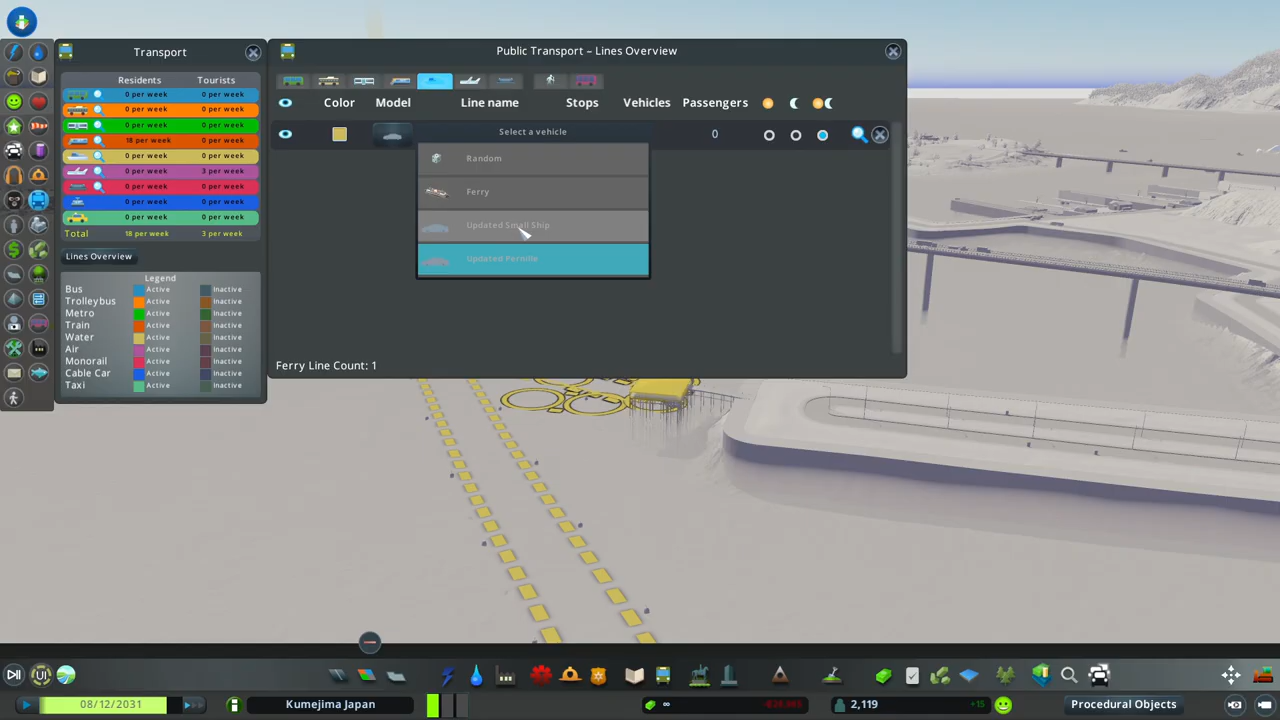 Transport
Residents Tourists
0 per week 0 per week
0 per week 0 per week
0 per week 0 per week
18 per week 0 per week
0 per week 0 per week
0 per week 3 per week
0 per week 0 per week
0 per week 0 per week
0 per week 0 per week
Total 18 per week 3 per week
Lines Overview
Legend
Bus Active Inactive
Trolleybus Active Inactive
Metro Active Inactive
Train Active Inactive
Water Active Inactive
Air Active Inactive
Monorail Active Inactive
Cable Car Active Inactive
Taxi Active Inactive
Public Transport – Lines Overview
Color Model Line name Stops Vehicles Passengers
0
Select a vehicle
Random
Ferry
Updated Small Ship
Updated Pernille
Ferry Line Count: 1
08/12/2031 Kumejima Japan ∞ 2,119 +15 Procedural Objects